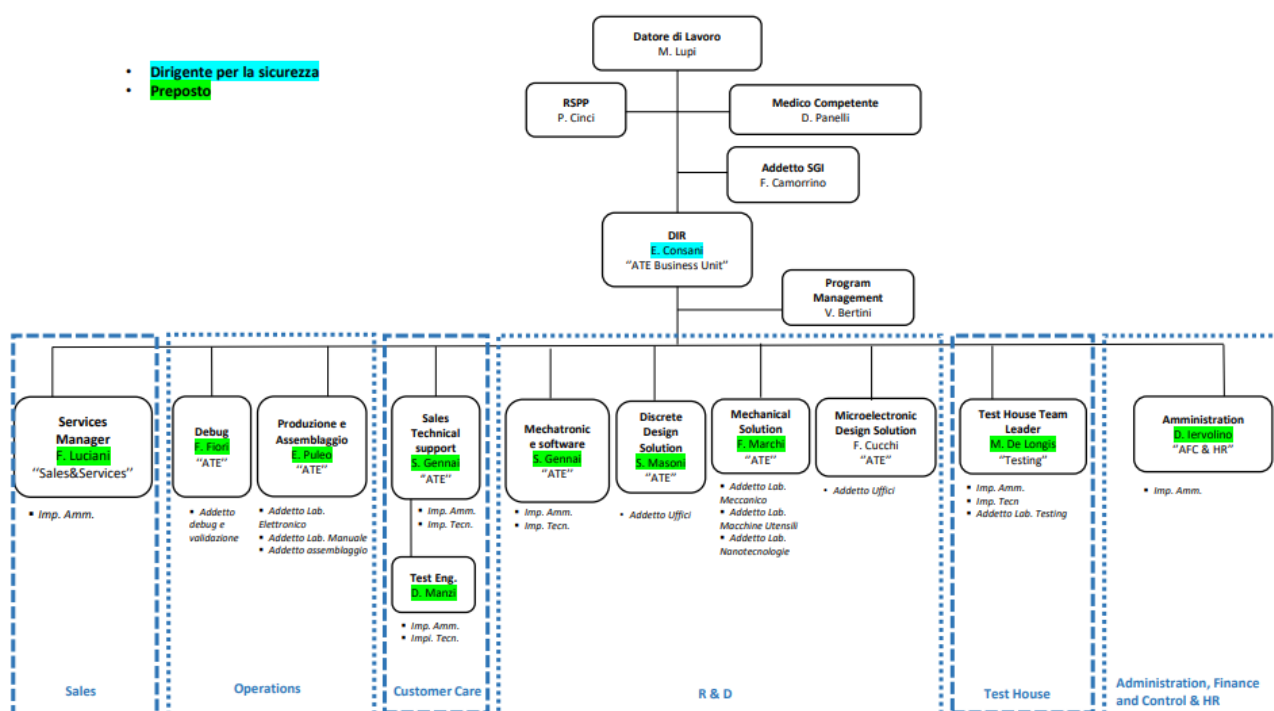 Datore di Lavoro
M. Lupi
• Dirigente per la sicurezza
• Preposto
RSPP
P. Cinci
Medico Competente
D. Panelli
Addetto SGI
F. Camorrino
DIR
E. Consani
“ATE Business Unit”
Program
Management
V. Bertini
Services
Manager
F. Luciani
“Sales&Services”
▪ Imp. Amm.
Debug
F. Fiori
“ATE”
▪ Addetto
debug e
validazione
Produzione e
Assemblaggio
E. Puleo
“ATE”
▪ Addetto Lab.
Elettronico
▪ Addetto Lab. Manuale
▪ Addetto assemblaggio
Sales
Technical
support
S. Gennai
“ATE”
▪ Imp. Amm.
▪ Imp. Tecn.
Test Eng.
D. Manzi
▪ Imp. Amm.
▪ Impi. Tecn.
Mechatronic
e software
S. Gennai
“ATE”
▪ Imp. Amm.
▪ Imp. Tecn.
Discrete
Design
Solution
S. Masoni
“ATE”
• Addetto Uffici
Mechanical
Solution
F. Marchi
“ATE”
▪ Addetto Lab.
Meccanico
▪ Addetto Lab.
Macchine Utensili
▪ Addetto Lab.
Nanotecnologie
Microelectronic
Design Solution
F. Cucchi
“ATE”
• Addetto Uffici
Test House Team
Leader
M. De Longis
“Testing”
▪ Imp. Amm.
▪ Imp. Tecn
▪ Addetto Lab. Testing
Amministration
D. Iervolino
“AFC & HR”
▪ Imp. Amm.
Sales
Operations
Customer Care
R & D
Test House
Administration, Finance
and Control & HR